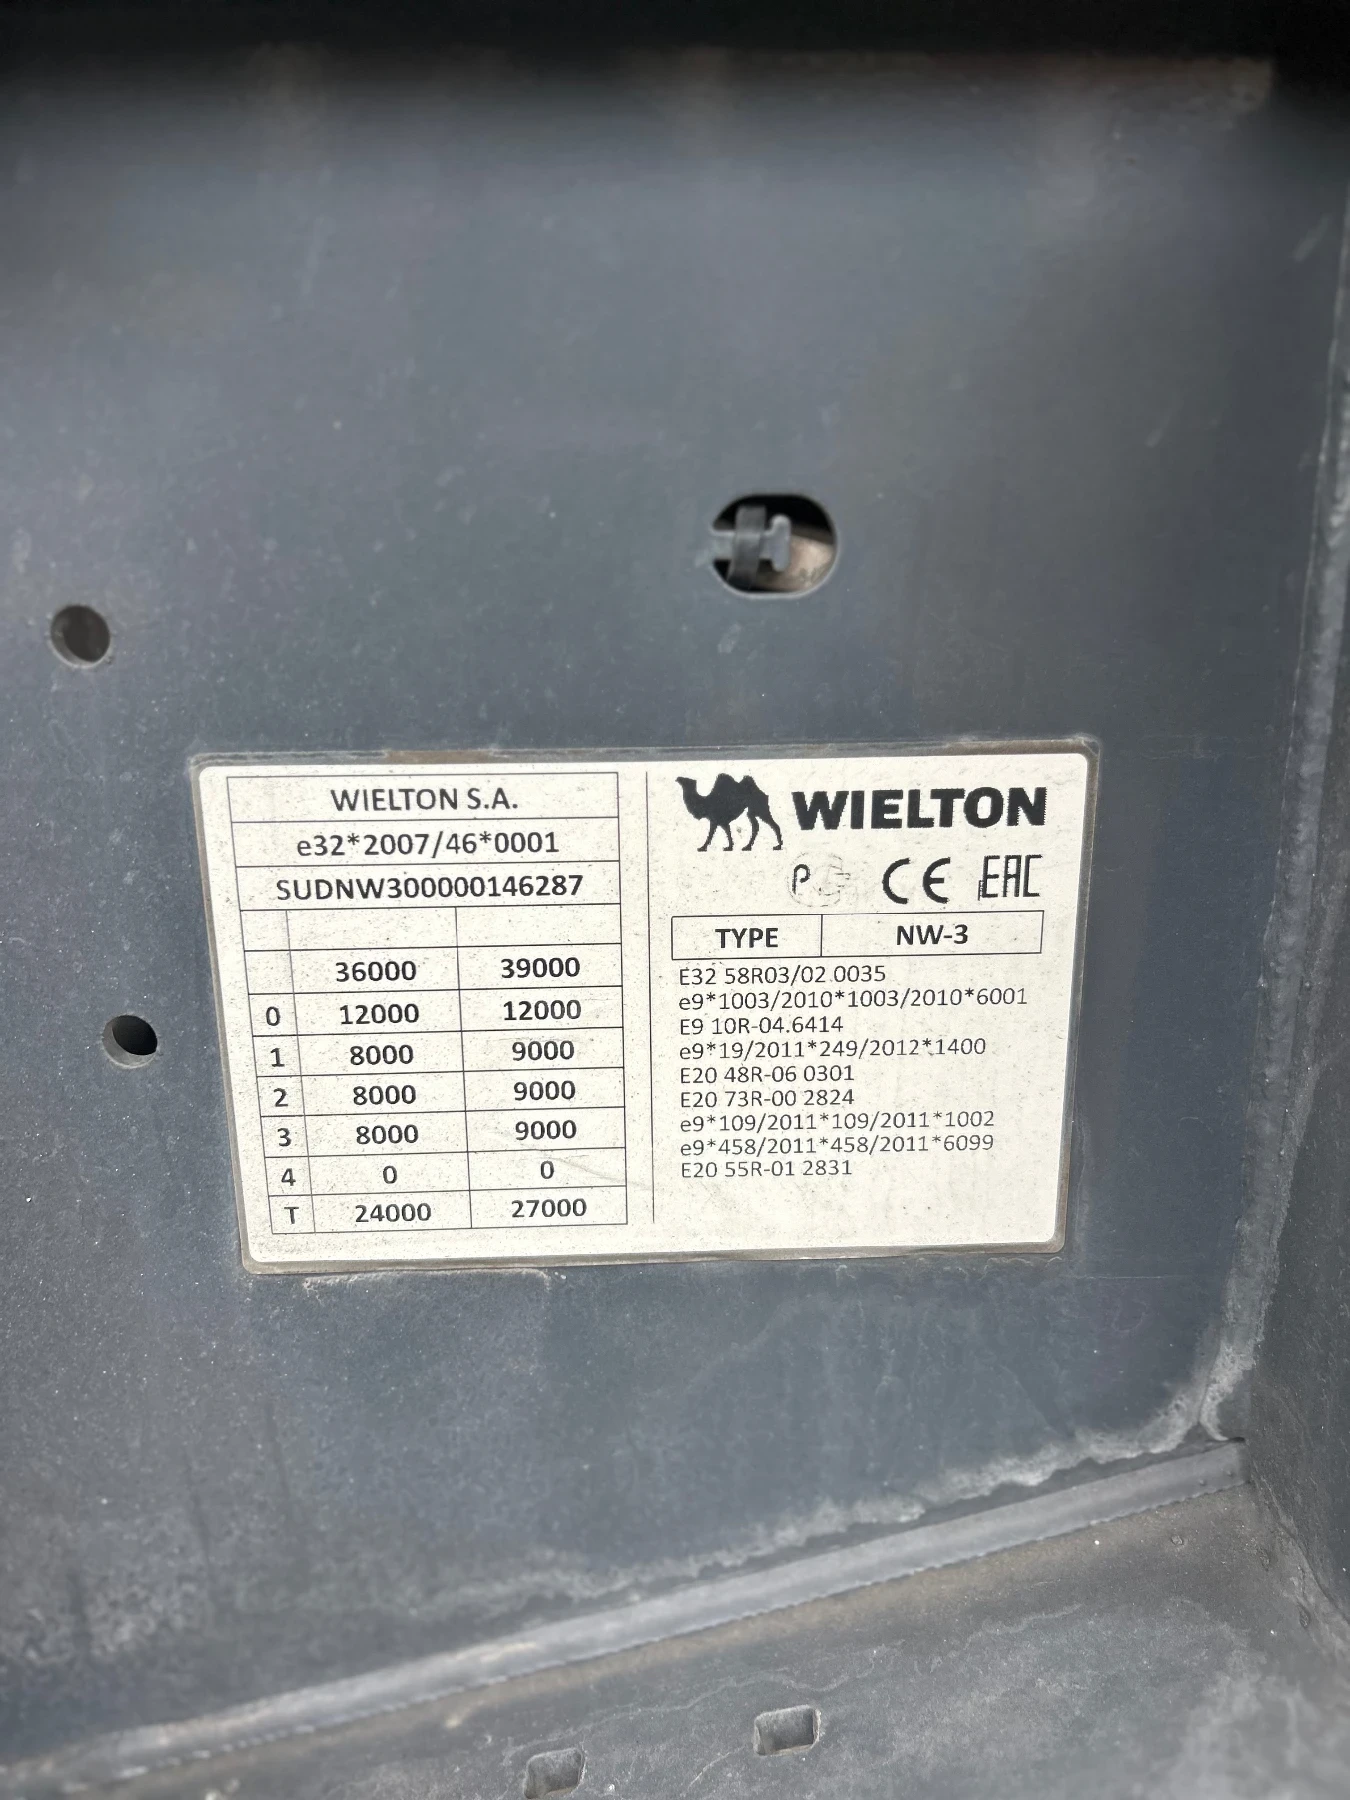 WIELTON S.A.
e32*2007/46*0001
SUDNW300000146287
36000 39000
0 12000 12000
1 8000 9000
2 8000 9000
3 8000 9000
4 0 0
T 24000 27000
WIELTON
CE EAC
TYPE NW-3
E32 58R03/02 0035
e9*1003/2010*1003/2010*6001
E9 10R-04.6414
e9*19/2011*249/2012*1400
E20 48R-06 0301
E20 73R-00 2824
e9*109/2011*109/2011*1002
e9*458/2011*458/2011*6099
E20 55R-01 2831